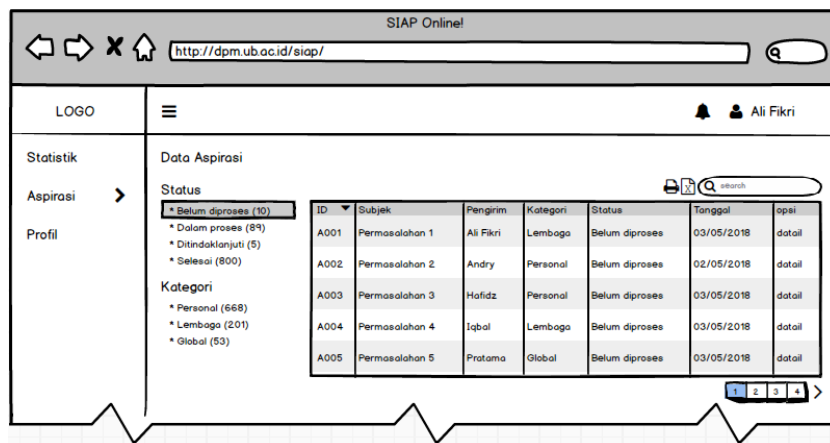 SIAP Online!
http://dpm.ub.ac.id/siap/
LOGO
Ali Fikri
Statistik
Aspirasi
Profil
Data Aspirasi
search
Status
* Belum diproses (10)
* Dalam proses (89)
* Ditindaklanjuti (5)
* Selesai (800)
Kategori
* Personal (668)
* Lembaga (201)
* Global (53)
ID Subjek Pengirim Kategori Status Tanggal opsi
A001 Permasalahan 1 Ali Fikri Lembaga Belum diproses 03/05/2018 datail
A002 Permasalahan 2 Andry Personal Belum diproses 02/05/2018 datail
A003 Permasalahan 3 Hafidz Personal Belum diproses 03/05/2018 datail
A004 Permasalahan 4 Iqbal Lembaga Belum diproses 03/05/2018 datail
A005 Permasalahan 5 Pratama Global Belum diproses 03/05/2018 datail
1 2 3 4